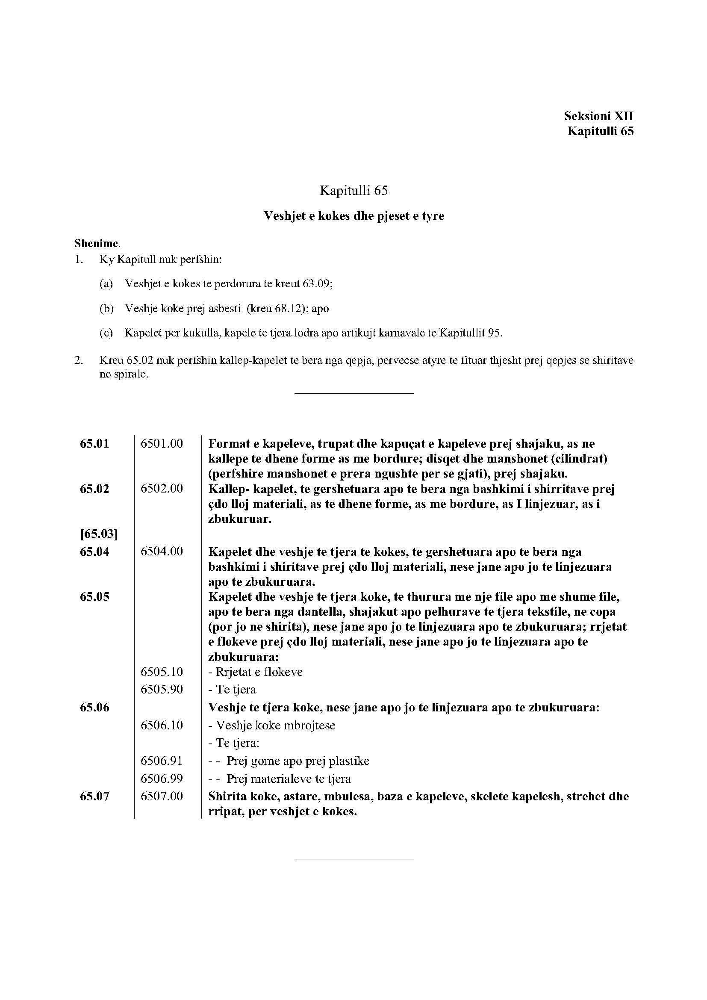 Seksioni XII
Kapitulli 65
Kapitulli 65
Veshjet e kokes dhe pjeset e tyre
Shenime.
1. Ky Kapitull nuk perfshin:
(a) Veshjet e kokes te perdorura te kreut 63.09;
(b) Veshje koke prej asbesti (kreu 68.12); apo
(c) Kapelet per kukulla, kapele te tjera lodra apo artikujt karnavale te Kapitullit 95.
2. Kreu 65.02 nuk perfshin kallep-kapelet te bera nga qepja, pervecse atyre te fituar thjesht prej qepjes se shiritave
ne spirale.
65.01 6501.00 Format e kapeleve, trupat dhe kapuçat e kapeleve prej shajaku, as ne
kallepe te dhene forme as me bordure; disqet dhe manshonet (cilindrat)
(perfshire manshonet e prera ngushte per se gjati), prej shajaku.
65.02 6502.00 Kallep- kapelet, te gershetuara apo te bera nga bashkimi i shirritave prej
çdo lloj materiali, as te dhene forme, as me bordure, as I linjezuar, as i
zbukuruar.
[65.03]
65.04 6504.00 Kapelet dhe veshje te tjera te kokes, te gershetuara apo te bera nga
bashkimi i shiritave prej çdo lloj materiali, nese jane apo jo te linjezuara
apo te zbukuruara.
65.05 Kapelet dhe veshje te tjera koke, te thurura me nje file apo me shume file,
apo te bera nga dantella, shajakut apo pelhurave te tjera tekstile, ne copa
(por jo ne shirita), nese jane apo jo te linjezuara apo te zbukuruara; rrjetat
e flokeve prej çdo lloj materiali, nese jane apo jo te linjezuara apo te
zbukuruara:
6505.10 - Rrjetat e flokeve
6505.90 - Te tjera
65.06 Veshje te tjera koke, nese jane apo jo te linjezuara apo te zbukuruara:
6506.10 - Veshje koke mbrojtese
- Te tjera:
6506.91 - - Prej gome apo prej plastike
6506.99 - - Prej materialeve te tjera
65.07 6507.00 Shirita koke, astare, mbulesa, baza e kapeleve, skelete kapelesh, strehet dhe
rripat, per veshjet e kokes.